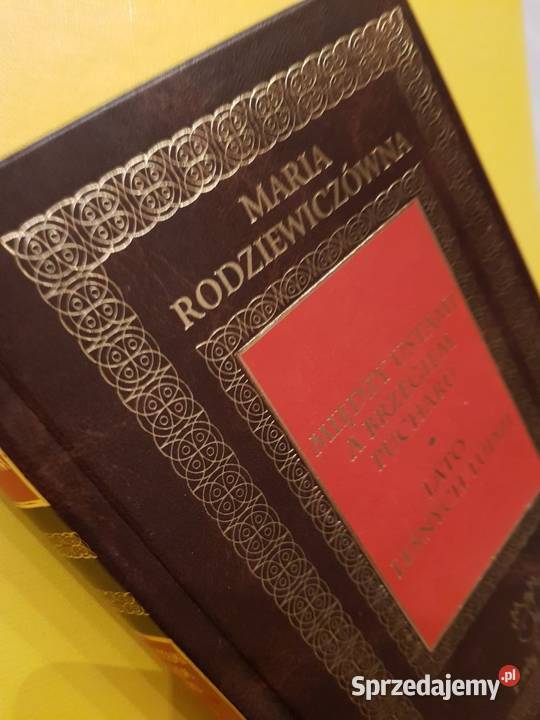 MARIA
RODZIEWICZÓWNA
MIĘDZY USTAMI
A BRZEGIEM
PUCHARU
•
LATO
LEŚNYCH LUDZI
Sprzedajemy.pl